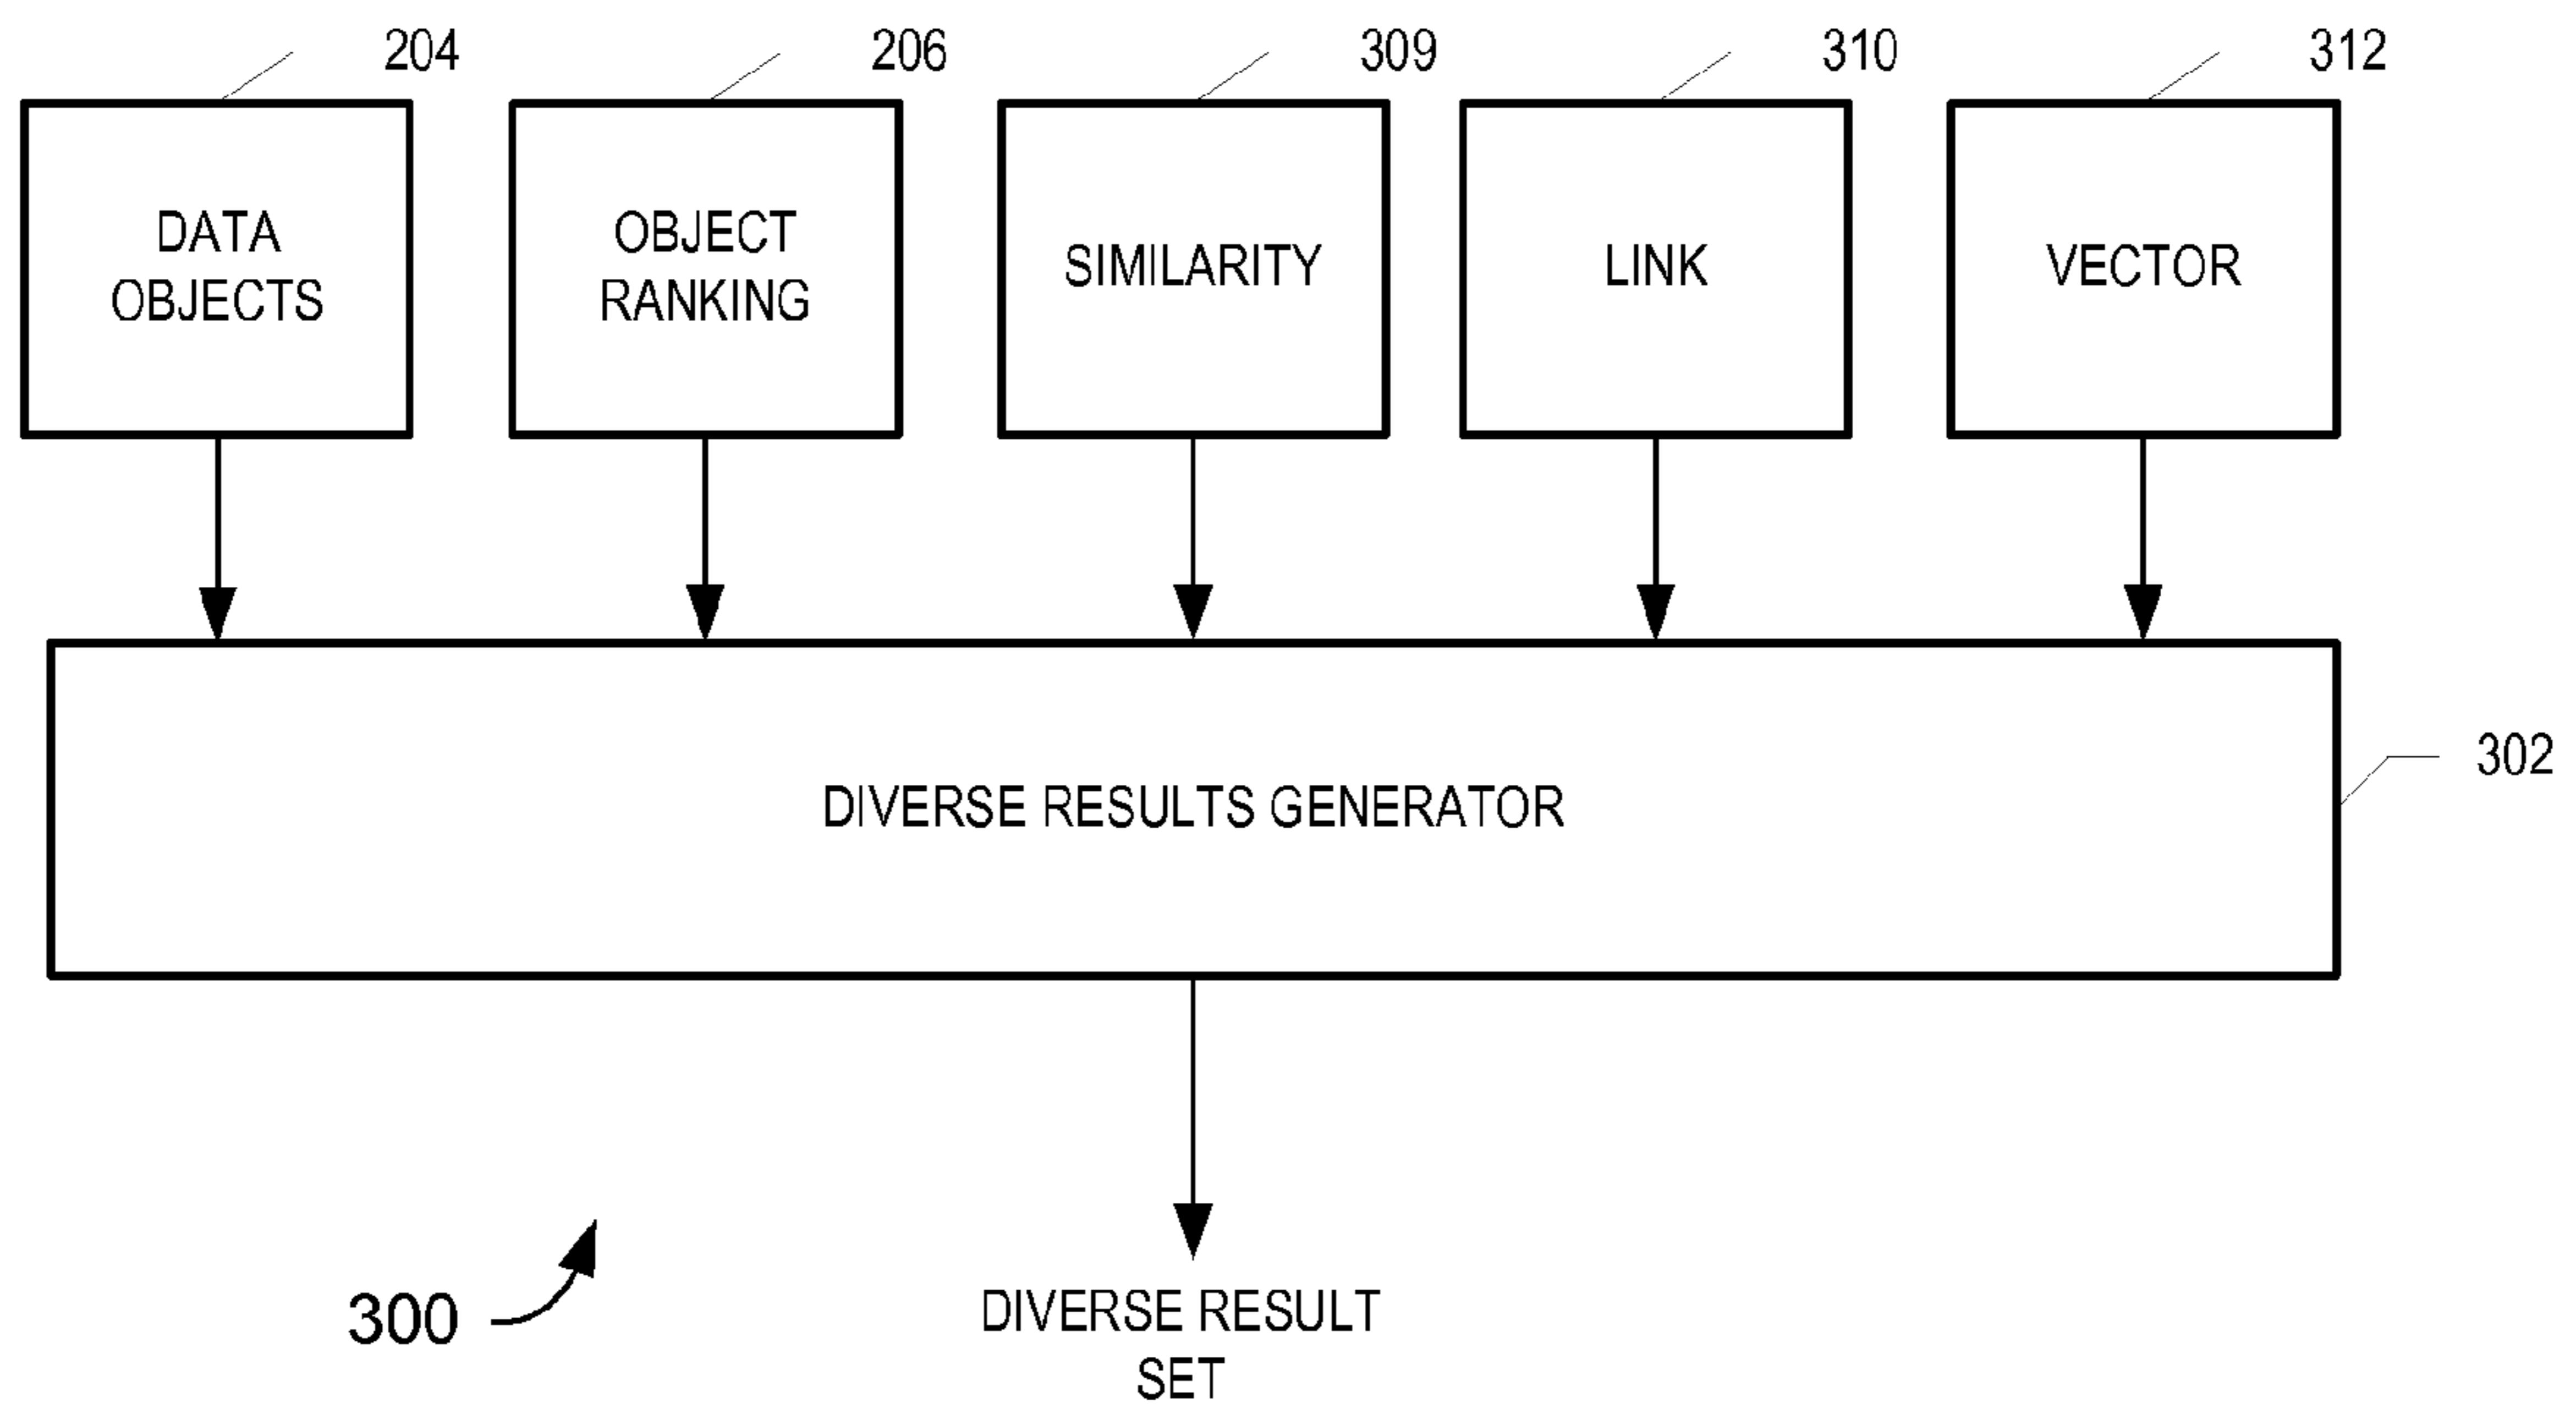 204
206
309
310
312
DATA
OBJECTS
OBJECT
RANKING
SIMILARITY
LINK
VECTOR
302
DIVERSE RESULTS GENERATOR
300
DIVERSE RESULT
SET